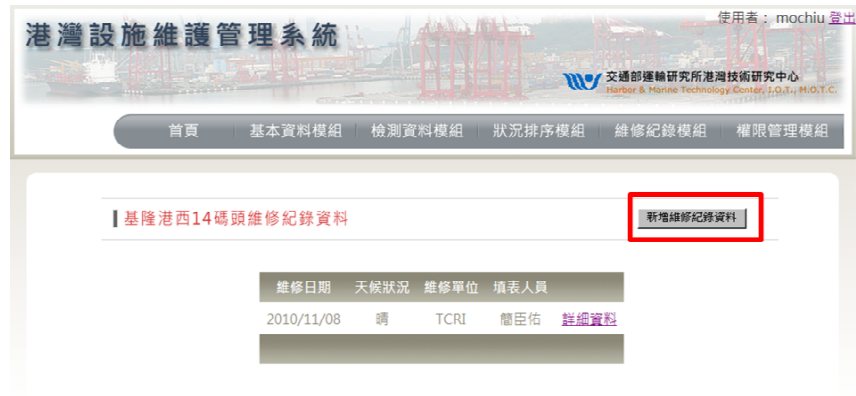 使用者： mochiu 登出
港灣設施維護管理系統
交通部運輸研究所港灣技術研究中心
Harbor & Marine Technology Center, I.O.T., M.O.T.C.
首頁 基本資料模組 檢測資料模組 狀況排序模組 維修紀錄模組 權限管理模組
基隆港西14碼頭維修紀錄資料 新增維修紀錄資料
維修日期 天候狀況 維修單位 填表人員
2010/11/08 晴 TCRI 簡臣佑 詳細資料